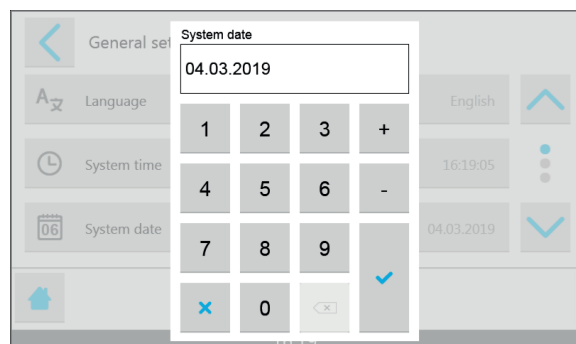 System date
General set
04.03.2019
Language
English
1 2 3 +
System time
16:19:05
4 5 6 -
06
System date
04.03.2019
7 8 9
0